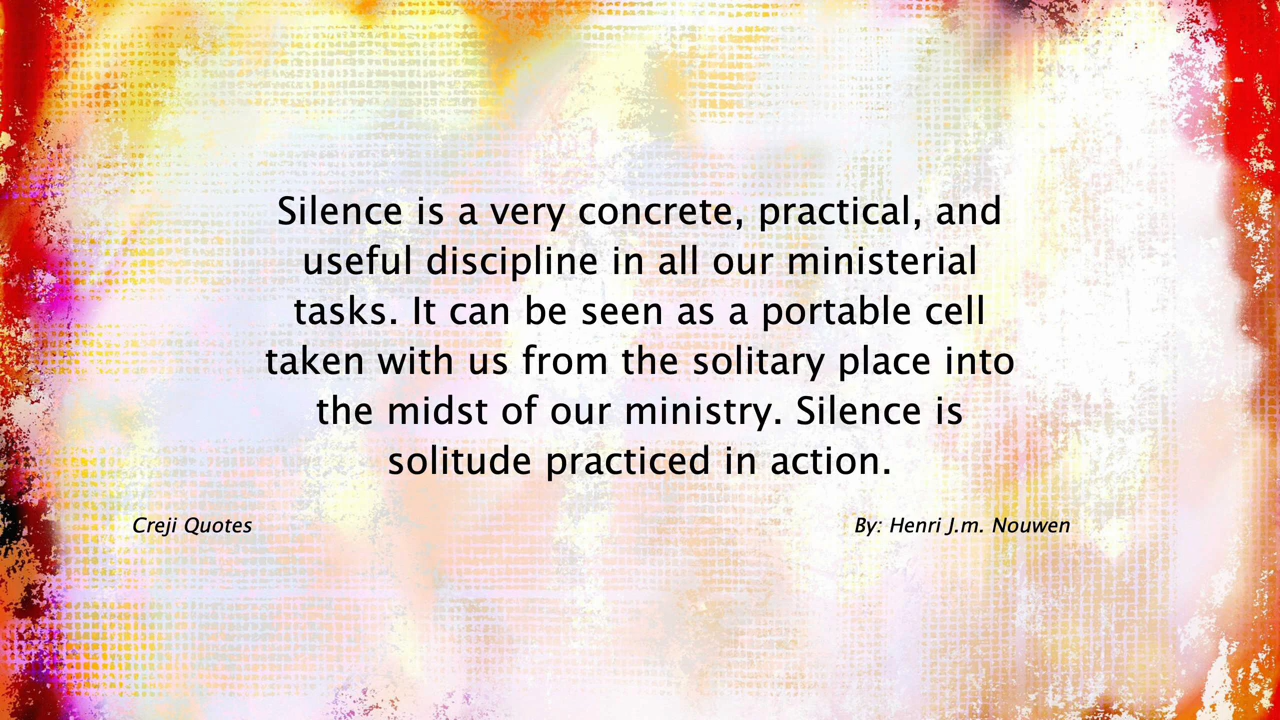 Silence is a very concrete, practical, and
useful discipline in all our ministerial
tasks. It can be seen as a portable cell
taken with us from the solitary place into
the midst of our ministry. Silence is
solitude practiced in action.
Creji Quotes
By: Henri J.m. Nouwen